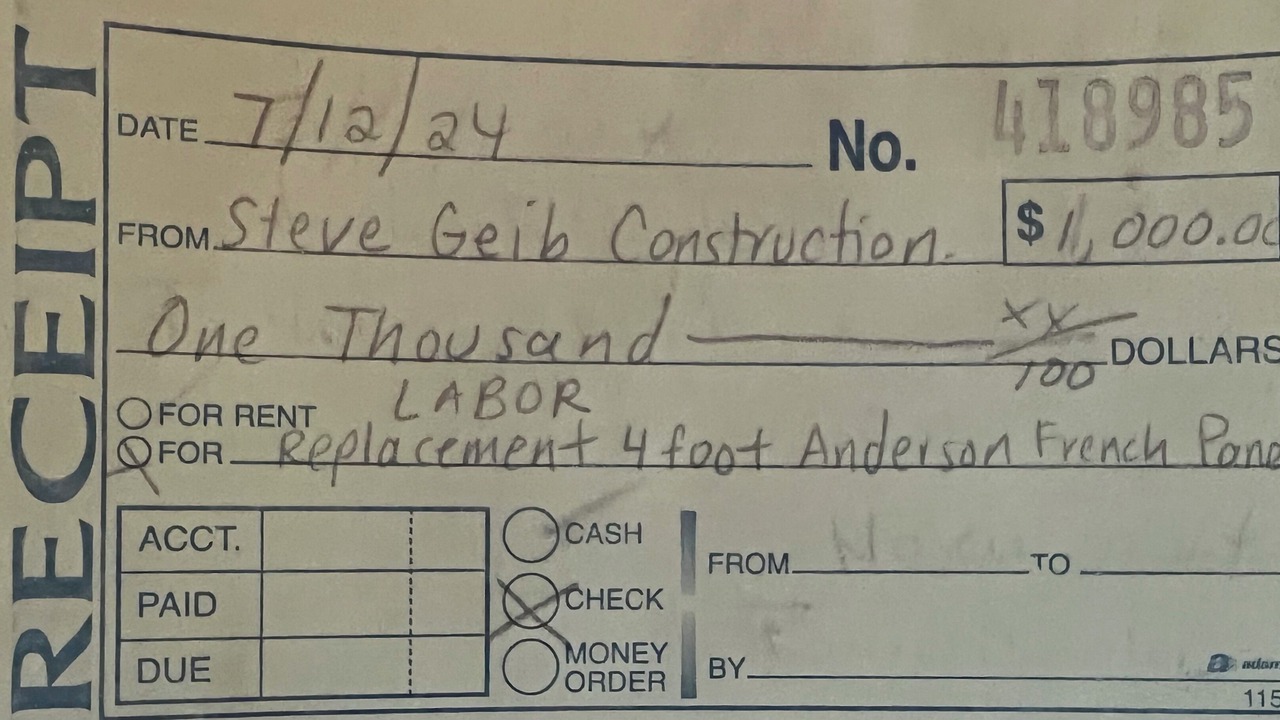 RECEIPT
DATE 7/12/24 No. 418985
FROM Steve Geib Construction. $1,000.00
One Thousand xx/100 DOLLARS
FOR RENT LABOR
FOR Replacement 4 foot Anderson French Pane
ACCT.
PAID
DUE
CASH
CHECK
MONEY
ORDER
FROM TO
BY
adam
115